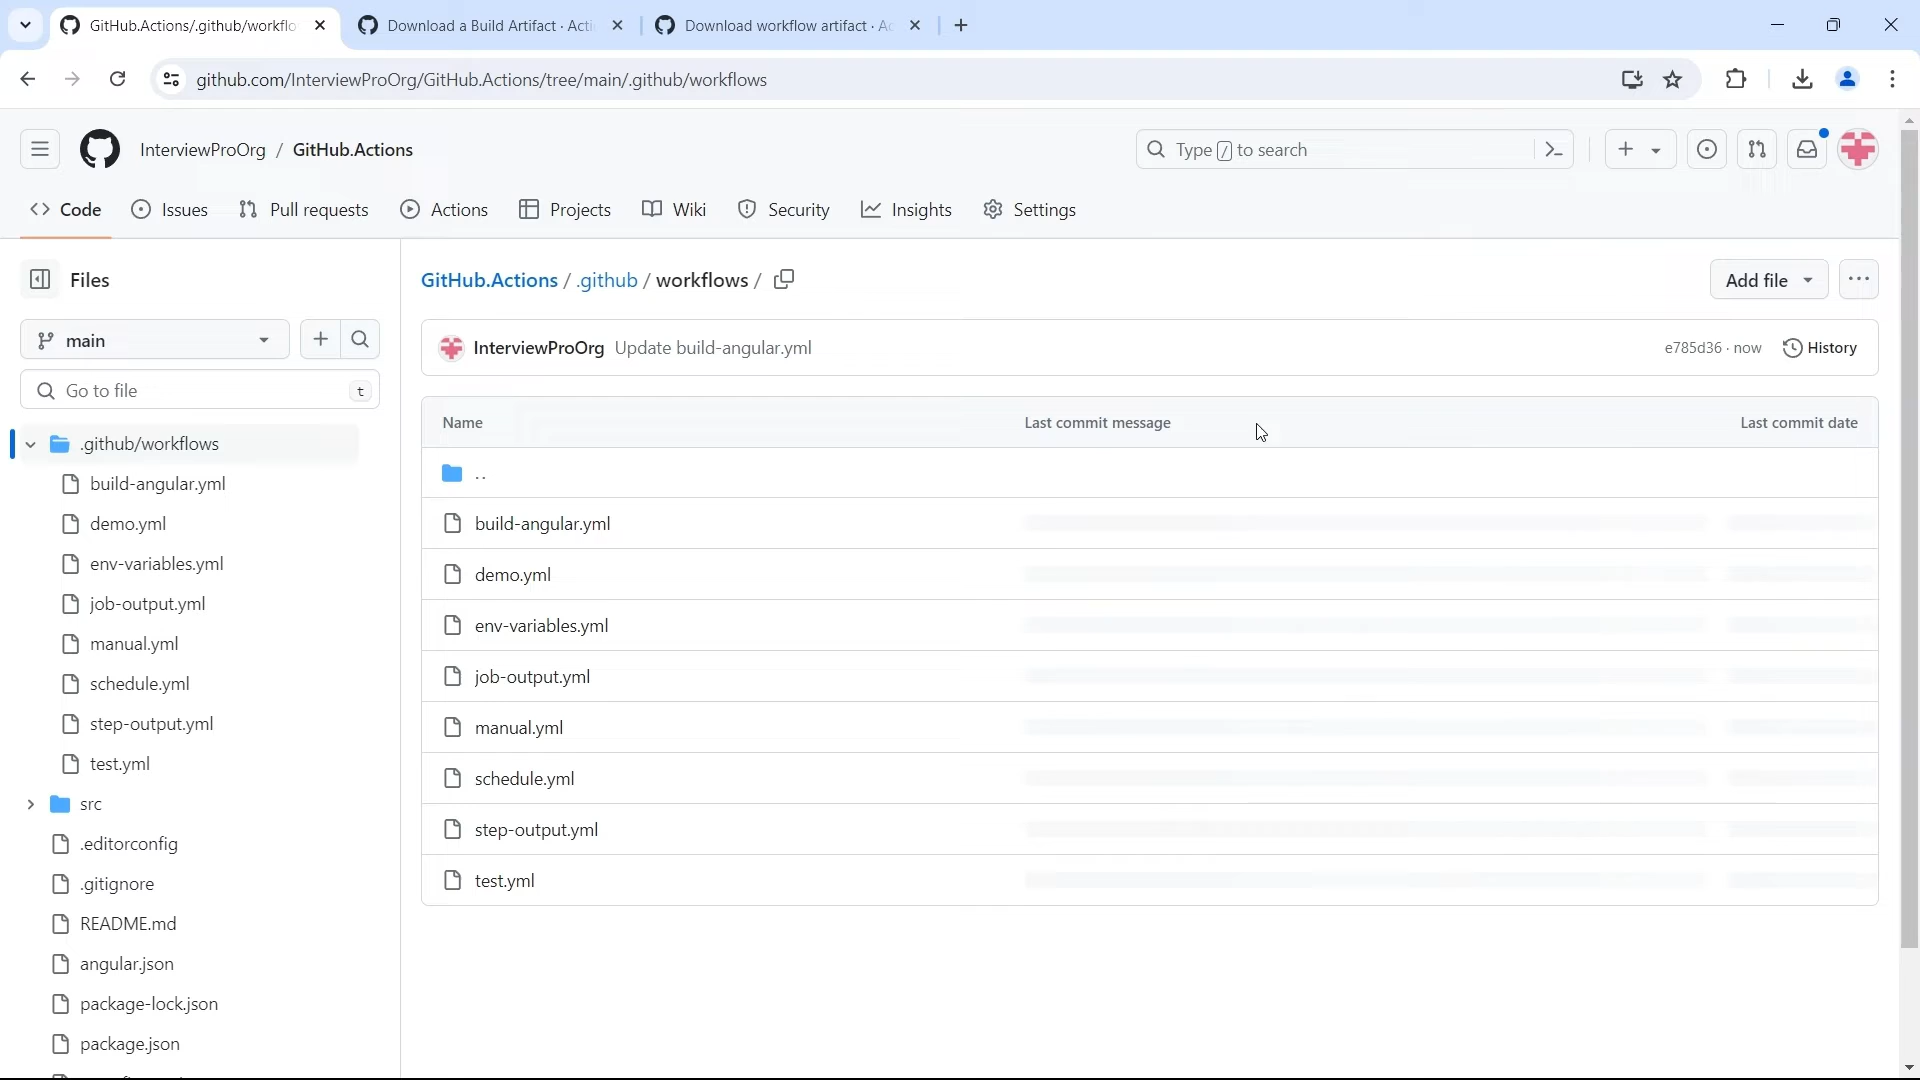 GitHub.Actions/.github/workflo
Download a Build Artifact · Acti
Download workflow artifact · Ac
github.com/InterviewProOrg/GitHub.Actions/tree/main/.github/workflows
InterviewProOrg / GitHub.Actions
Type / to search
Code
Issues
Pull requests
Actions
Projects
Wiki
Security
Insights
Settings
Files
main
Go to file
t
.github/workflows
build-angular.yml
demo.yml
env-variables.yml
job-output.yml
manual.yml
schedule.yml
step-output.yml
test.yml
src
.editorconfig
.gitignore
README.md
angular.json
package-lock.json
package.json
GitHub.Actions / .github / workflows /
Add file
InterviewProOrg Update build-angular.yml
e785d36 · now
History
Name
Last commit message
Last commit date
..
build-angular.yml
demo.yml
env-variables.yml
job-output.yml
manual.yml
schedule.yml
step-output.yml
test.yml